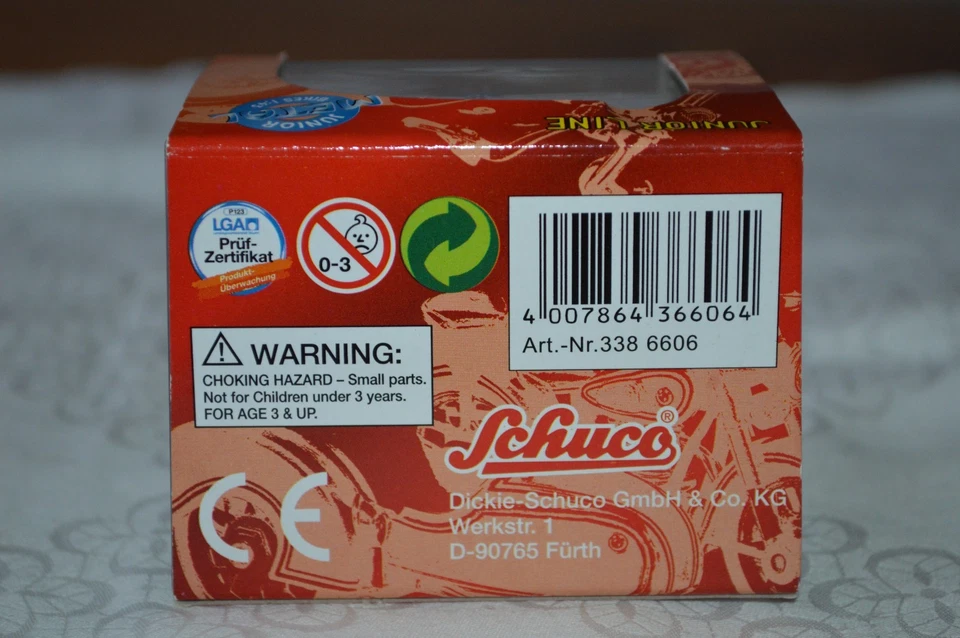 JUNIOR LINE
JUNIOR
P123
LGA
Prüf-
Zertifikat
Produkt-
Überwachung
0-3
4 007864 366064
Art.-Nr.338 6606
WARNING:
CHOKING HAZARD – Small parts.
Not for Children under 3 years.
FOR AGE 3 & UP.
Schuco®
CE
Dickie-Schuco GmbH & Co. KG
Werkstr. 1
D-90765 Fürth